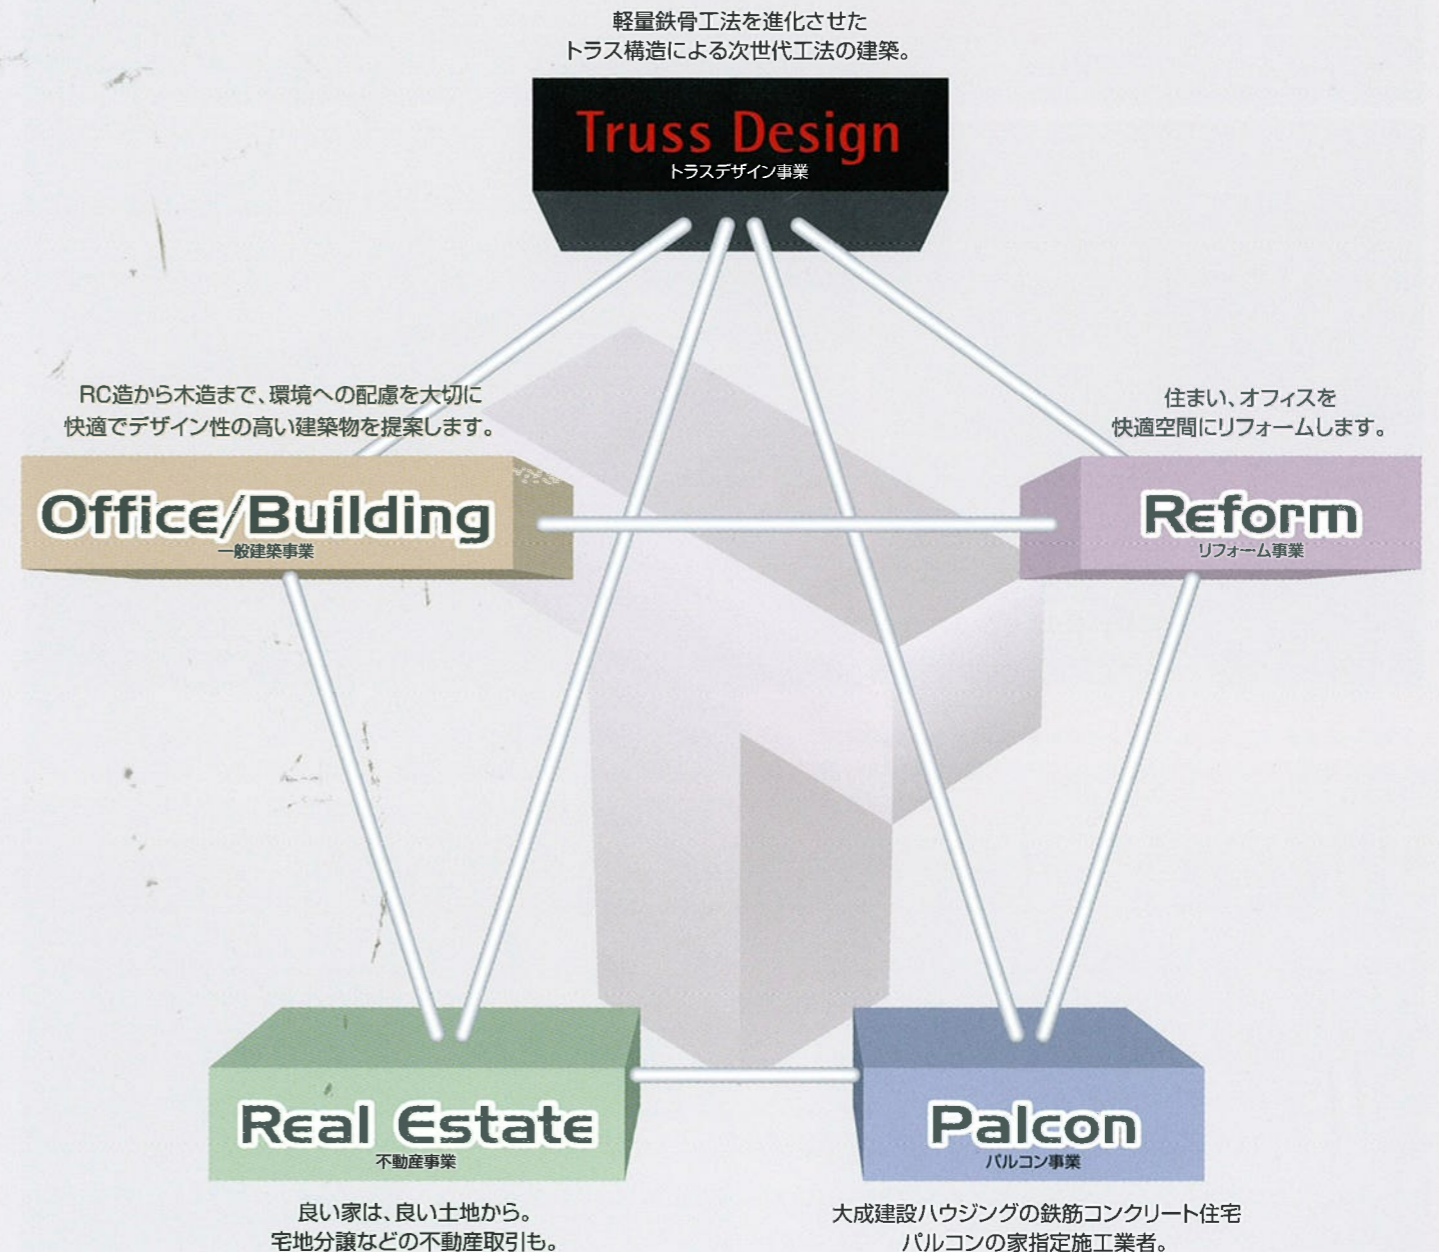 軽量鉄骨工法を進化させた
トラス構造による次世代工法の建築。
Truss Design
トラスデザイン事業
RC造から木造まで、環境への配慮を大切に
快適でデザイン性の高い建築物を提案します。
Office/Building
一般建築事業
住まい、オフィスを
快適空間にリフォームします。
Reform
リフォーム事業
Real Estate
不動産事業
良い家は、良い土地から。
宅地分譲などの不動産取引も。
Palcon
パルコン事業
大成建設ハウジングの鉄筋コンクリート住宅
パルコンの家指定施工業者。